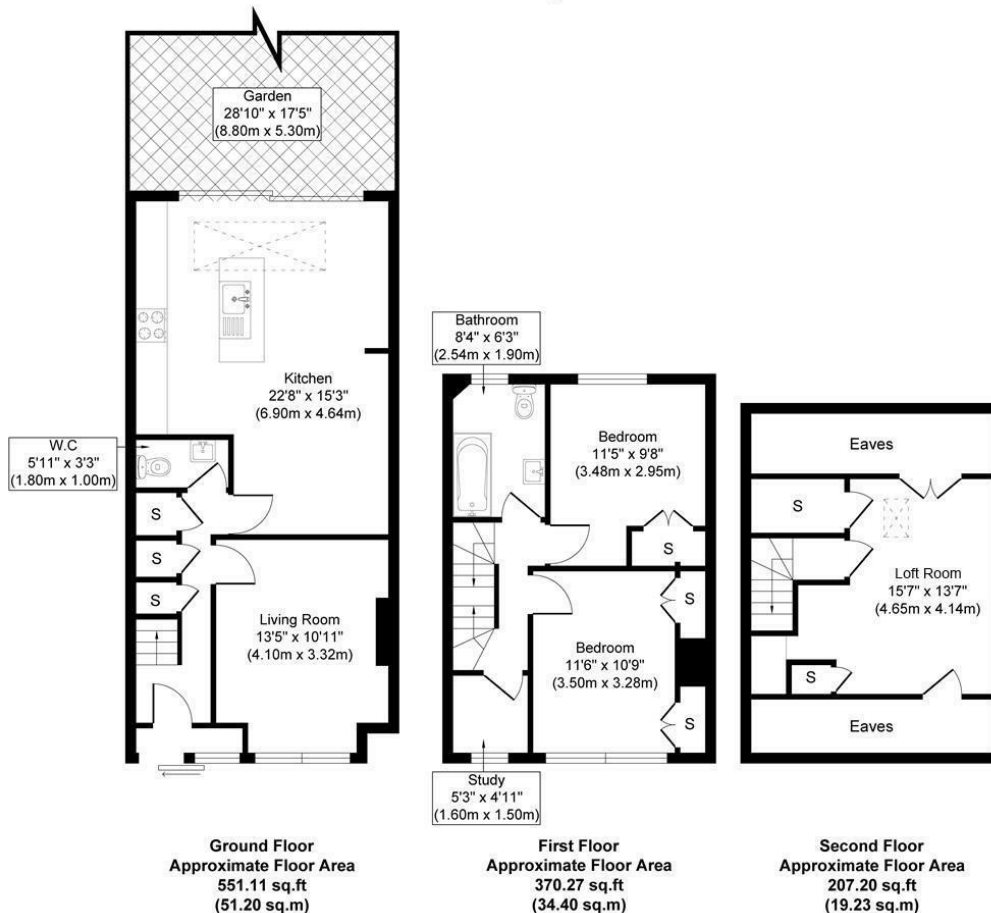 Garden
28'10" x 17'5"
(8.80m x 5.30m)
Kitchen
22'8" x 15'3"
(6.90m x 4.64m)
W.C
5'11" x 3'3"
(1.80m x 1.00m)
S
S
S
Living Room
13'5" x 10'11"
(4.10m x 3.32m)
Ground Floor
Approximate Floor Area
551.11 sq.ft
(51.20 sq.m)
Bathroom
8'4" x 6'3"
(2.54m x 1.90m)
Bedroom
11'5" x 9'8"
(3.48m x 2.95m)
S
S
Bedroom
11'6" x 10'9"
(3.50m x 3.28m)
S
Study
5'3" x 4'11"
(1.60m x 1.50m)
First Floor
Approximate Floor Area
370.27 sq.ft
(34.40 sq.m)
Eaves
S
Loft Room
15'7" x 13'7"
(4.65m x 4.14m)
S
Eaves
Second Floor
Approximate Floor Area
207.20 sq.ft
(19.23 sq.m)